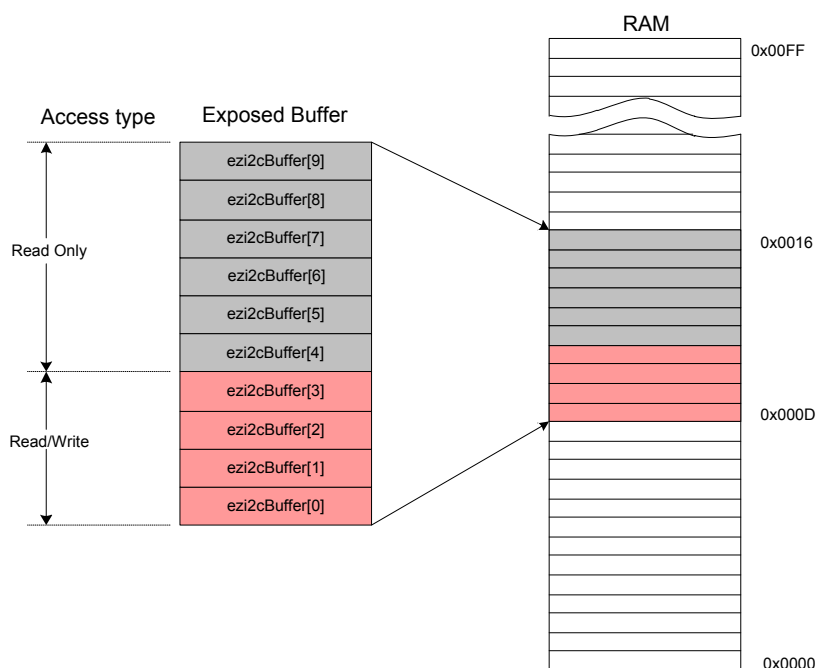 RAM
0x00FF
Access type
Exposed Buffer
ezi2cBuffer[9]
ezi2cBuffer[8]
ezi2cBuffer[7]
Read Only
0x0016
ezi2cBuffer[6]
ezi2cBuffer[5]
ezi2cBuffer[4]
ezi2cBuffer[3]
0x000D
ezi2cBuffer[2]
Read/Write
ezi2cBuffer[1]
ezi2cBuffer[0]
0x0000